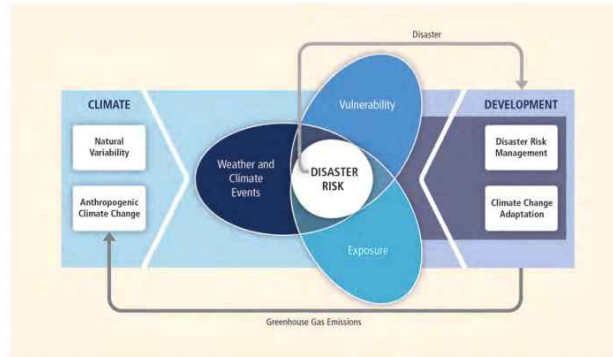 Disaster
CLIMATE
Natural
Variability
Anthropogenic
Climate Change
Weather and
Climate
Events
Vulnerability
DISASTER
RISK
Exposure
DEVELOPMENT
Disaster Risk
Management
Climate Change
Adaptation
Greenhouse Gas Emissions